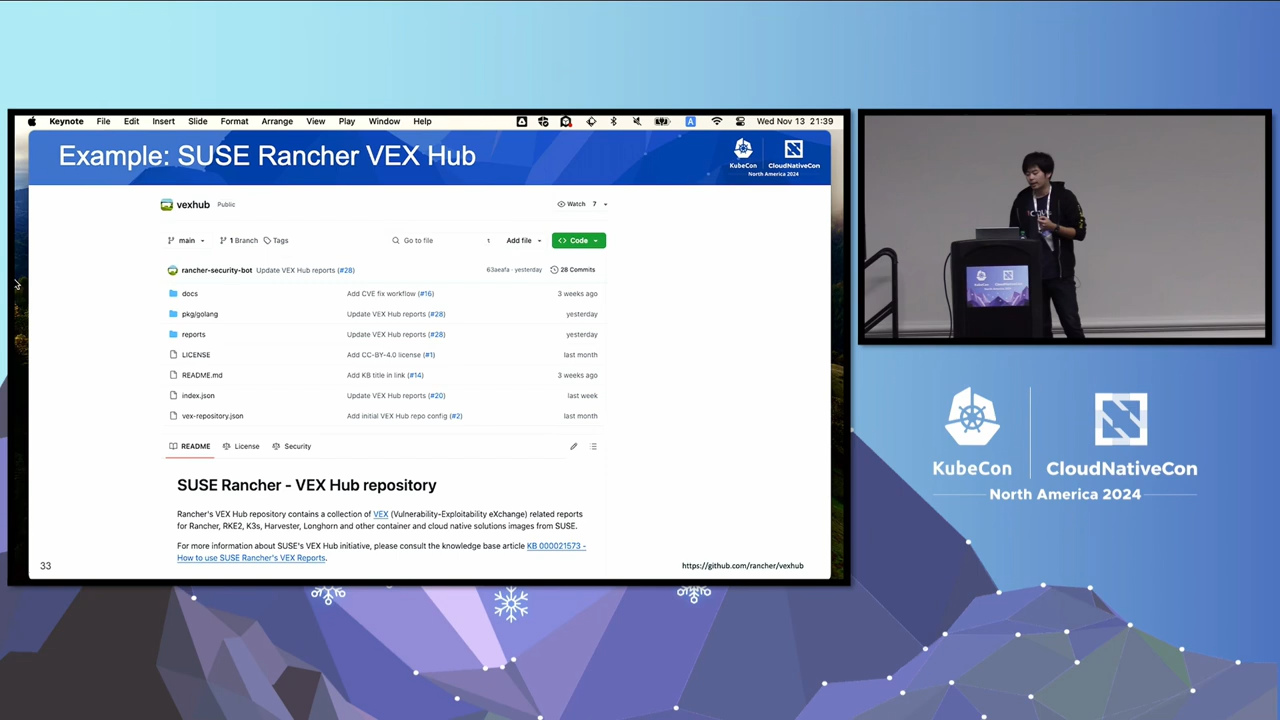 Keynote File Edit Insert Slide Format Arrange View Play Window Help
A
Wed Nov 13 21:39
Example: SUSE Rancher VEX Hub
KubeCon CloudNativeCon
North America 2024
vexhub Public
Watch 7
main
1 Branch
Tags
Go to file
1
Add file
<> Code
rancher-security-bot Update VEX Hub reports (#28)
63aeafa · yesterday
28 Commits
docs Add CVE fix workflow (#16) 3 weeks ago
pkg/golang Update VEX Hub reports (#28) yesterday
reports Update VEX Hub reports (#28) yesterday
LICENSE Add CC-BY-4.0 license (#1) last month
README.md Add KB title in link (#14) 3 weeks ago
index.json Update VEX Hub reports (#20) last week
vex-repository.json Add initial VEX Hub repo config (#2) last month
README License Security
SUSE Rancher - VEX Hub repository
Rancher's VEX Hub repository contains a collection of VEX (Vulnerability-Exploitability eXchange) related reports
for Rancher, RKE2, K3s, Harvester, Longhorn and other container and cloud native solutions images from SUSE.
For more information about SUSE's VEX Hub initiative, please consult the knowledge base article KB 000021573 -
How to use SUSE Rancher's VEX Reports.
33
https://github.com/rancher/vexhub
KubeCon CloudNativeCon
North America 2024